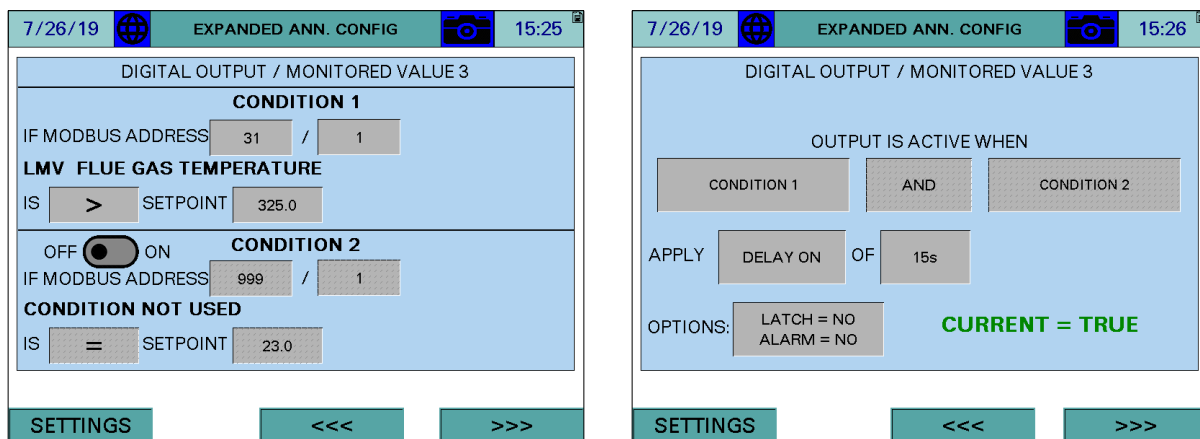 7/26/19 EXPANDED ANN. CONFIG 15:25
DIGITAL OUTPUT / MONITORED VALUE 3
CONDITION 1
IF MODBUS ADDRESS 31 / 1
LMV FLUE GAS TEMPERATURE
IS > SETPOINT 325.0
OFF ON CONDITION 2
IF MODBUS ADDRESS 999 / 1
CONDITION NOT USED
IS = SETPOINT 23.0
SETTINGS <<< >>>
7/26/19 EXPANDED ANN. CONFIG 15:26
DIGITAL OUTPUT / MONITORED VALUE 3
OUTPUT IS ACTIVE WHEN
CONDITION 1 AND CONDITION 2
APPLY DELAY ON OF 15s
OPTIONS: LATCH = NO
ALARM = NO
CURRENT = TRUE
SETTINGS <<< >>>